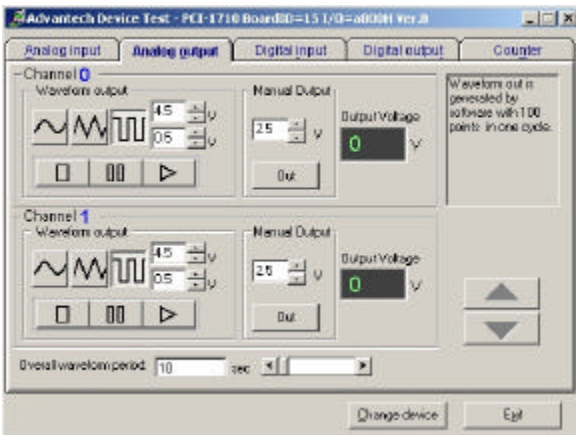 Advantech Device Test - PCI-1710 BoardID=15 I/O=a000H Ver.B
Analog input
Analog output
Digital input
Digital output
Counter
Channel 0
Waveform output
4.5 V
0.5 V
Manual Output
2.5 V
Out
Output Voltage
0 V
Waveform out is
generated by
software with 100
points in one cycle.
Channel 1
Waveform output
4.5 V
0.5 V
Manual Output
2.5 V
Out
Output Voltage
0 V
Overall waveform period: 10 sec
Change device
Exit